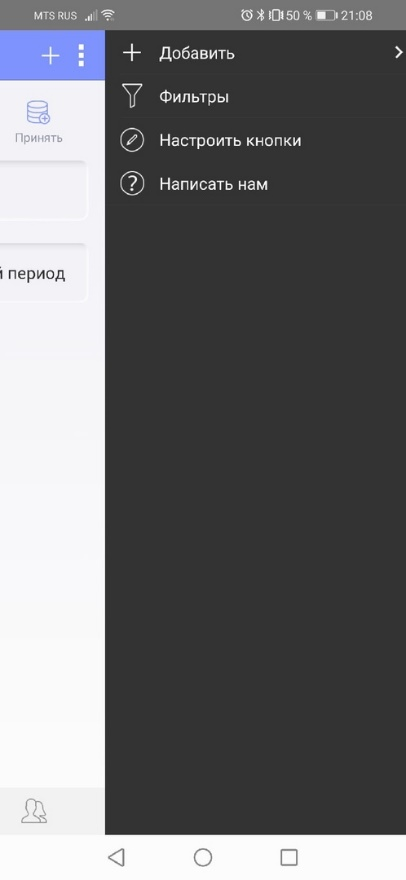 MTS RUS 50 % 21:08
Добавить
Фильтры
Принять
Настроить кнопки
Написать нам
й период